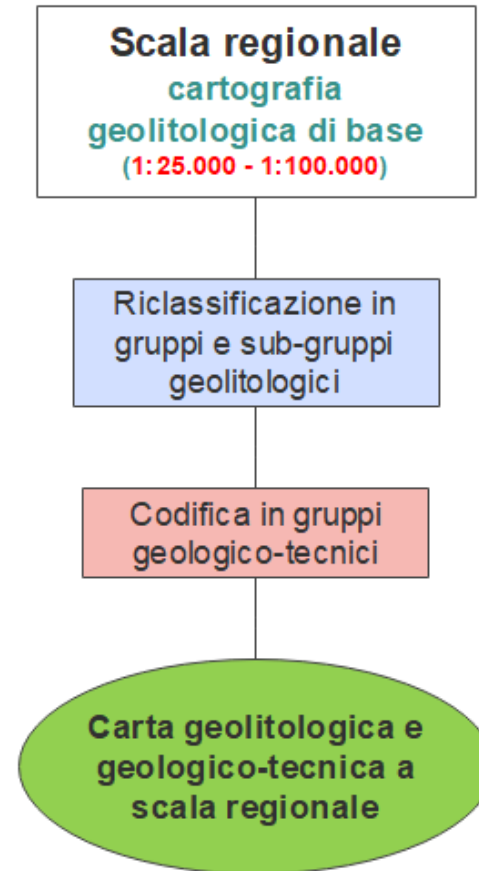 Scala regionale
cartografia
geolitologica di base
(1:25.000 - 1:100.000)
Riclassificazione in
gruppi e sub-gruppi
geolitologici
Codifica in gruppi
geologico-tecnici
Carta geolitologica e
geologico-tecnica a
scala regionale